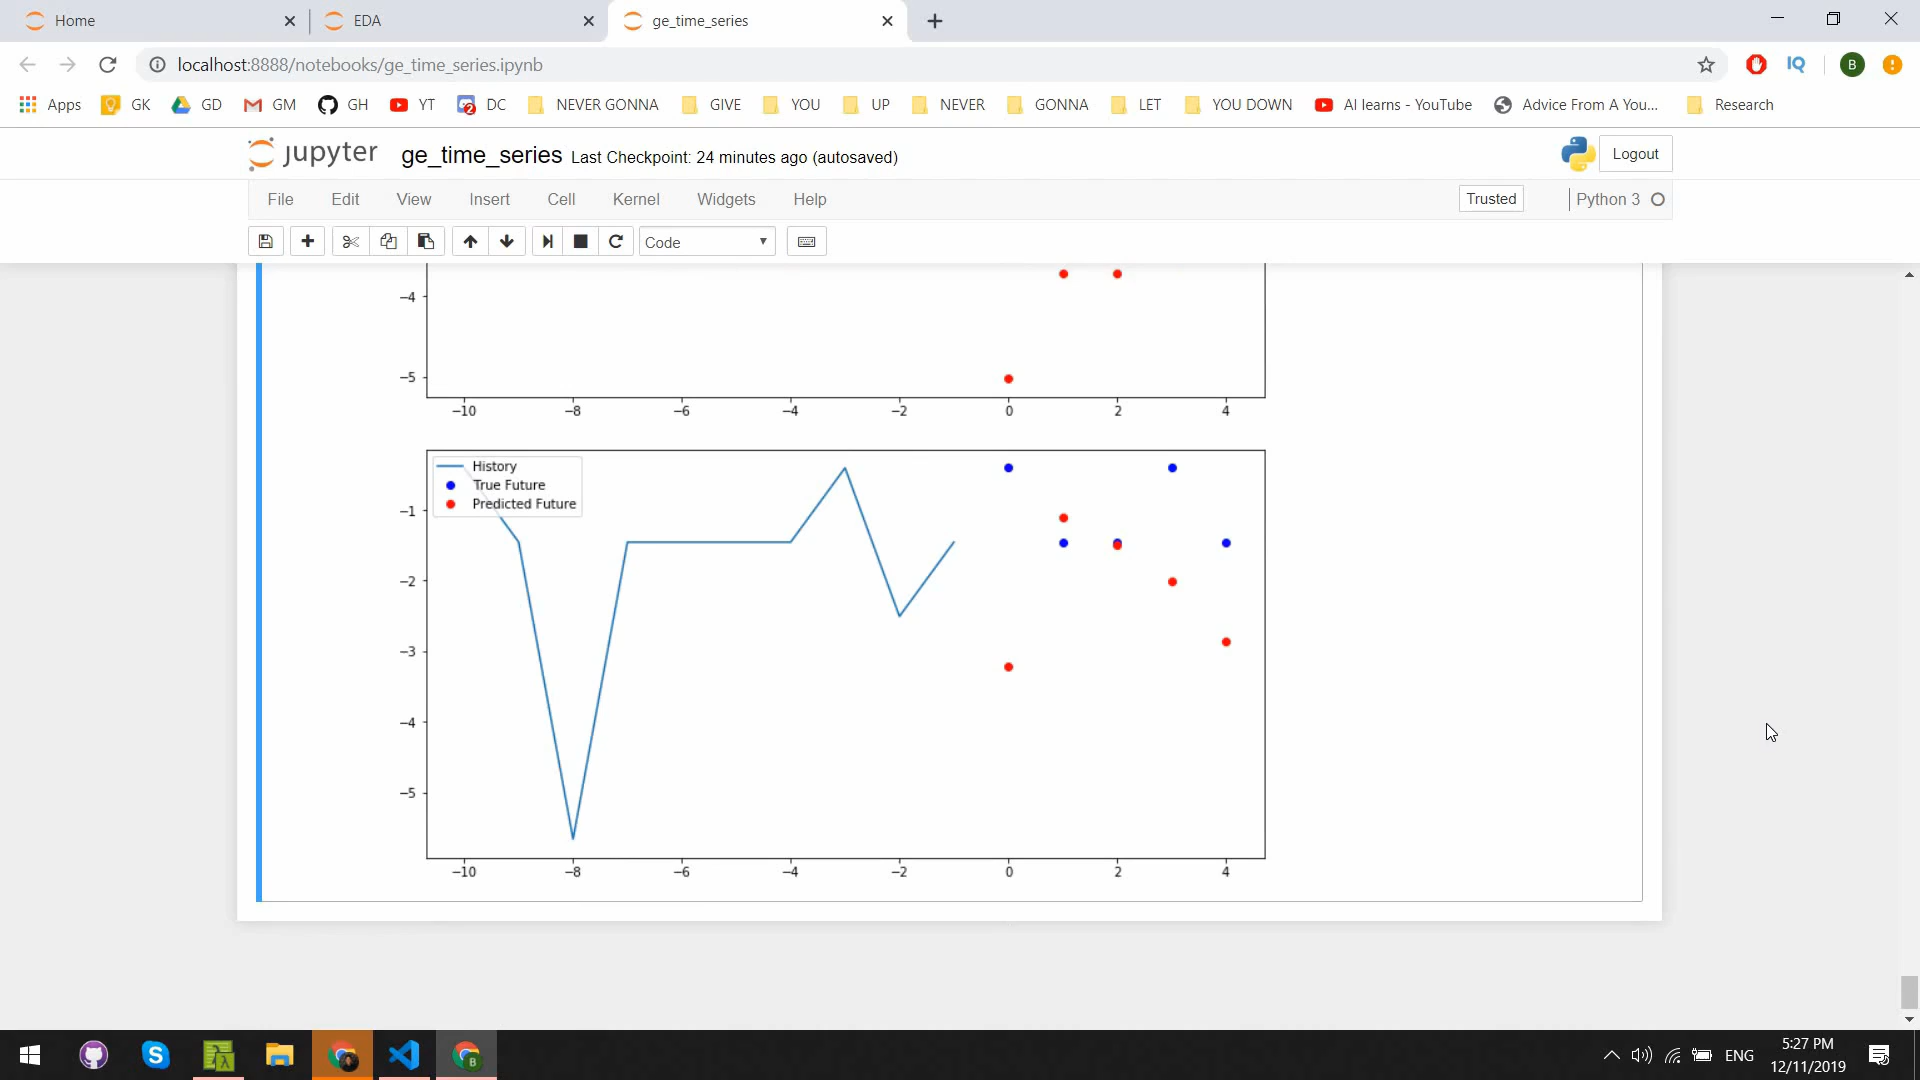 Home EDA ge_time_series
localhost:8888/notebooks/ge_time_series.ipynb IQ B
Apps GK GD GM GH YT 2 DC NEVER GONNA GIVE YOU UP NEVER GONNA LET YOU DOWN AI learns - YouTube Advice From A You... Research
jupyter ge_time_series Last Checkpoint: 24 minutes ago (autosaved) Logout
File Edit View Insert Cell Kernel Widgets Help Trusted Python 3
Code
−4
−5
−10 −8 −6 −4 −2 0 2 4
History
True Future
Predicted Future
−1
−2
−3
−4
−5
−10 −8 −6 −4 −2 0 2 4
ENG 5:27 PM
12/11/2019